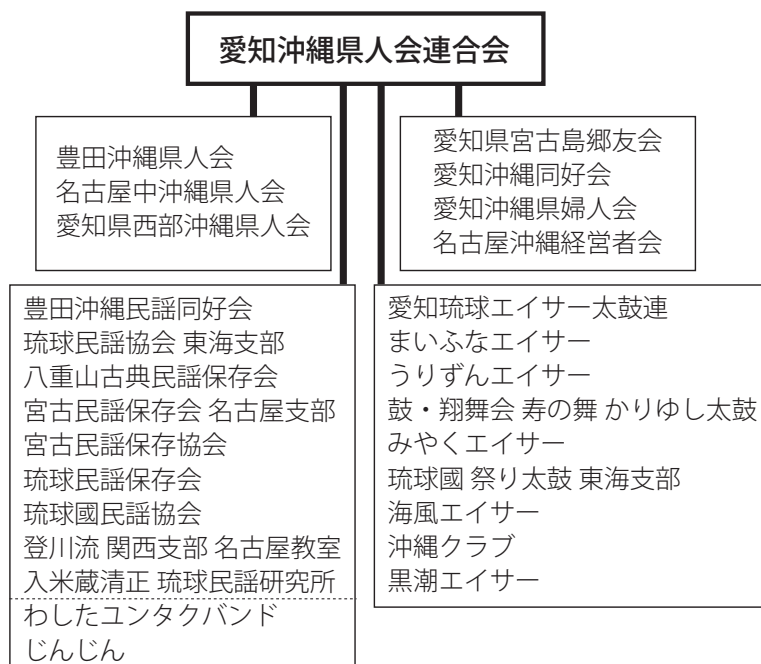 愛知沖縄県人会連合会
豊田沖縄県人会
名古屋中沖縄県人会
愛知県西部沖縄県人会
愛知県宮古島郷友会
愛知沖縄同好会
愛知沖縄県婦人会
名古屋沖縄経営者会
豊田沖縄民謡同好会
琉球民謡協会 東海支部
八重山古典民謡保存会
宮古民謡保存会 名古屋支部
宮古民謡保存協会
琉球民謡保存会
琉球國民謡協会
登川流 関西支部 名古屋教室
入米蔵清正 琉球民謡研究所
わしたユンタクバンド
じんじん
愛知琉球エイサー太鼓連
まいふなエイサー
うりずんエイサー
鼓・翔舞会 寿の舞 かりゆし太鼓
みやくエイサー
琉球國 祭り太鼓 東海支部
海風エイサー
沖縄クラブ
黒潮エイサー